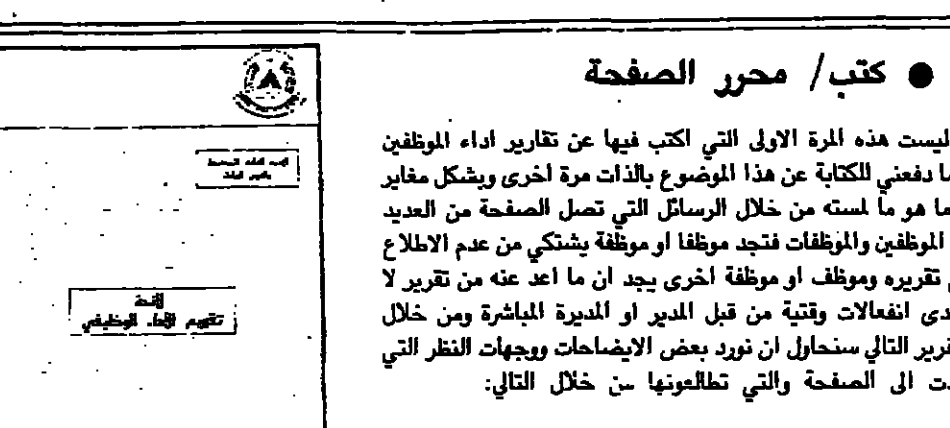 ● كتب/ محرر الصفحة
ليست هذه المرة الاولى التي اكتب فيها عن تقارير اداء الموظفين
ما دفعني للكتابة عن هذا الموضوع بالذات مرة اخرى وبشكل مغاير
ما هو ما لمسته من خلال الرسائل التي تصل الصفحة من العديد
الموظفين والموظفات فتجد موظفا او موظفة يشتكي من عدم الاطلاع
تقريره وموظف او موظفة اخرى يجد ان ما اعد عنه من تقرير لا
دى انفعالات وقتية من قبل المدير او المديرة المباشرة ومن خلال
قرير التالي سنحاول ان نورد بعض الايضاحات ووجهات النظر التي
ت الى الصفحة والتي تطالعونها من خلال التالي:
لائحة
تقويم الأداء الوظيفي